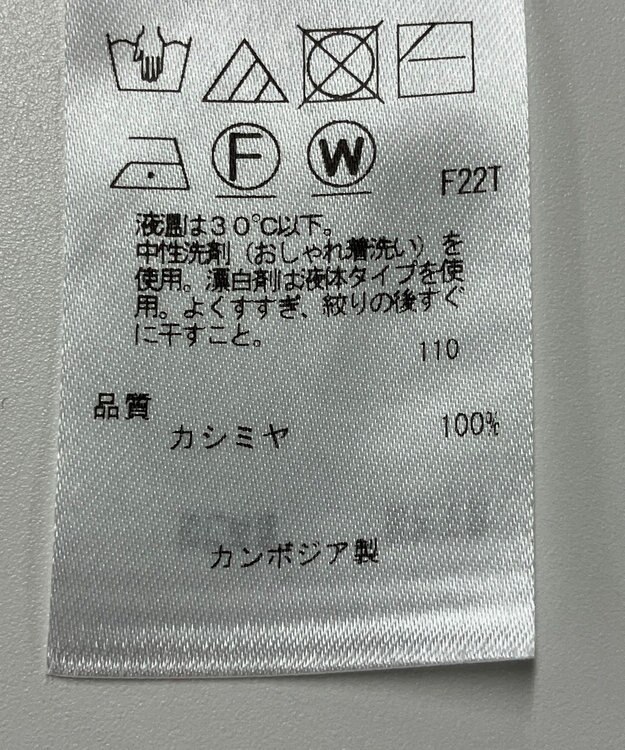 F
W
F22T
液温は30℃以下。
中性洗剤（おしゃれ着洗い）を
使用。漂白剤は液体タイプを使
用。よくすすぎ、絞りの後すぐ
に干すこと。
110
品質
カシミヤ 100%
カンボジア製